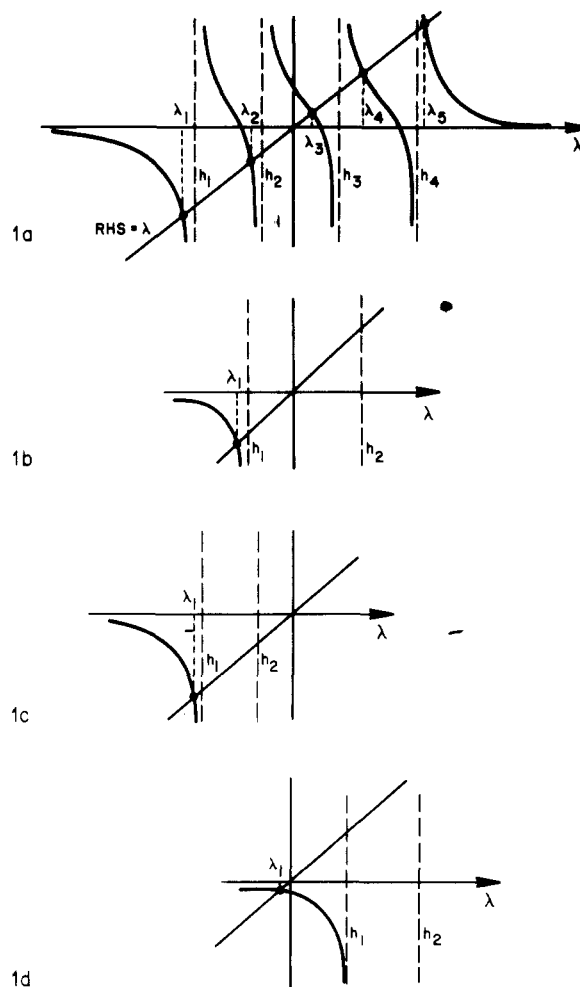 λ₁ λ₂ λ₃ λ₄ λ₅ λ
h₁ h₂ h₃ h₄
RHS = λ
1a
λ₁ λ
h₁ h₂
1b
λ₁ λ
h₁ h₂
1c
λ₁ λ
h₁ h₂
1d